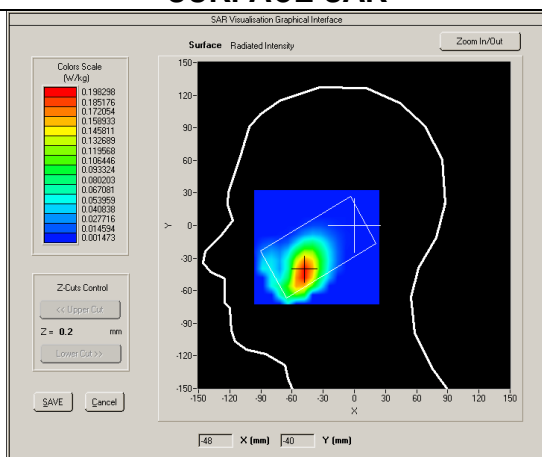 SURFACE SAR
SAR Visualisation Graphical Interface
Surface Radiated Intensity
Zoom In/Out
Colors Scale
(W/kg)
0.198298
0.185176
0.172054
0.158933
0.145811
0.132689
0.119568
0.106446
0.093324
0.080203
0.067081
0.053959
0.040838
0.027716
0.014594
0.001473
Z-Cuts Control
<< Upper Cut
Z = 0.2 mm
Lower Cut >>
SAVE Cancel
150
120
90
60
30
0
-30
-60
-90
-120
-150
Y
-150 -120 -90 -60 -30 0 30 60 90 120 150
X
-48 X (mm) -40 Y (mm)